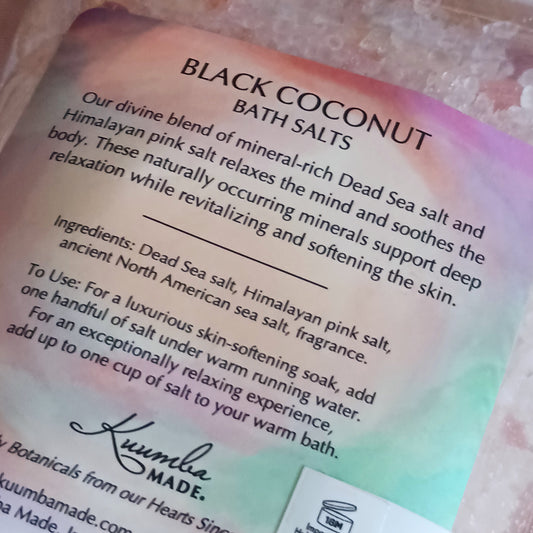 BLACK COCONUT
BATH SALTS
Our divine blend of mineral-rich Dead Sea salt and
Himalayan pink salt relaxes the mind and soothes the
body. These naturally occurring minerals support deep
relaxation while revitalizing and softening the skin.
Ingredients: Dead Sea salt, Himalayan pink salt,
ancient North American sea salt, fragrance.
To Use: For a luxurious skin-softening soak, add
one handful of salt under warm running water.
For an exceptionally relaxing experience,
add up to one cup of salt to your warm bath.
Kuumba
MADE.
Botanicals from our Hearts
kuumbamade.com
Made,
18M